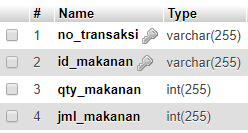 # Name Type
1 no_transaksi varchar(255)
2 id_makanan varchar(255)
3 qty_makanan int(255)
4 jml_makanan int(255)